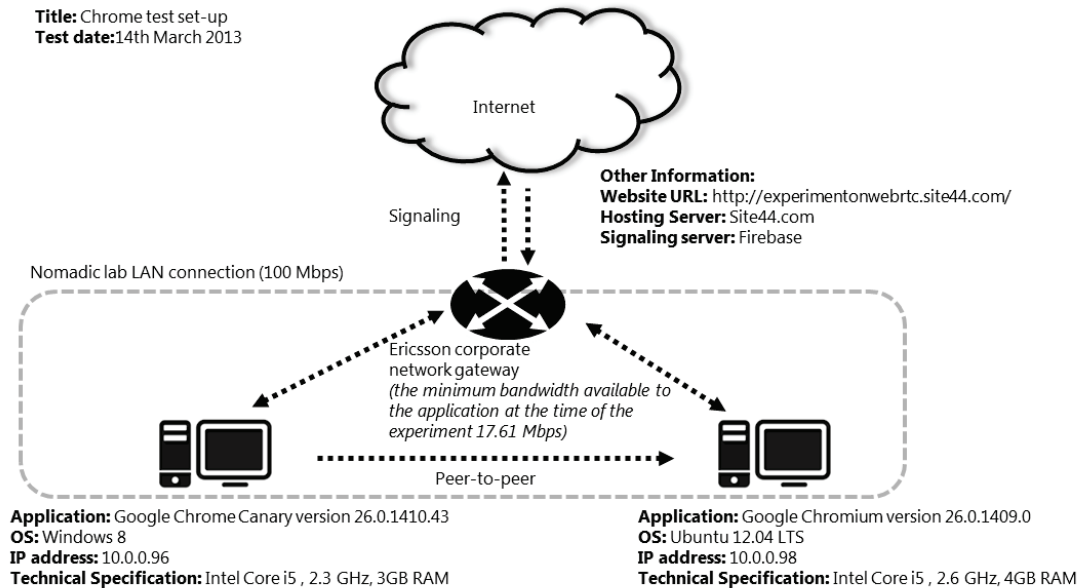 Title: Chrome test set-up
Test date:14th March 2013
Internet
Other Information:
Website URL: http://experimentonwebrtc.site44.com/
Hosting Server: Site44.com
Signaling server: Firebase
Signaling
Nomadic lab LAN connection (100 Mbps)
Ericsson corporate
network gateway
(the minimum bandwidth available to
the application at the time of the
experiment 17.61 Mbps)
Peer-to-peer
Application: Google Chrome Canary version 26.0.1410.43
OS: Windows 8
IP address: 10.0.0.96
Technical Specification: Intel Core i5 , 2.3 GHz, 3GB RAM
Application: Google Chromium version 26.0.1409.0
OS: Ubuntu 12.04 LTS
IP address: 10.0.0.98
Technical Specification: Intel Core i5 , 2.6 GHz, 4GB RAM